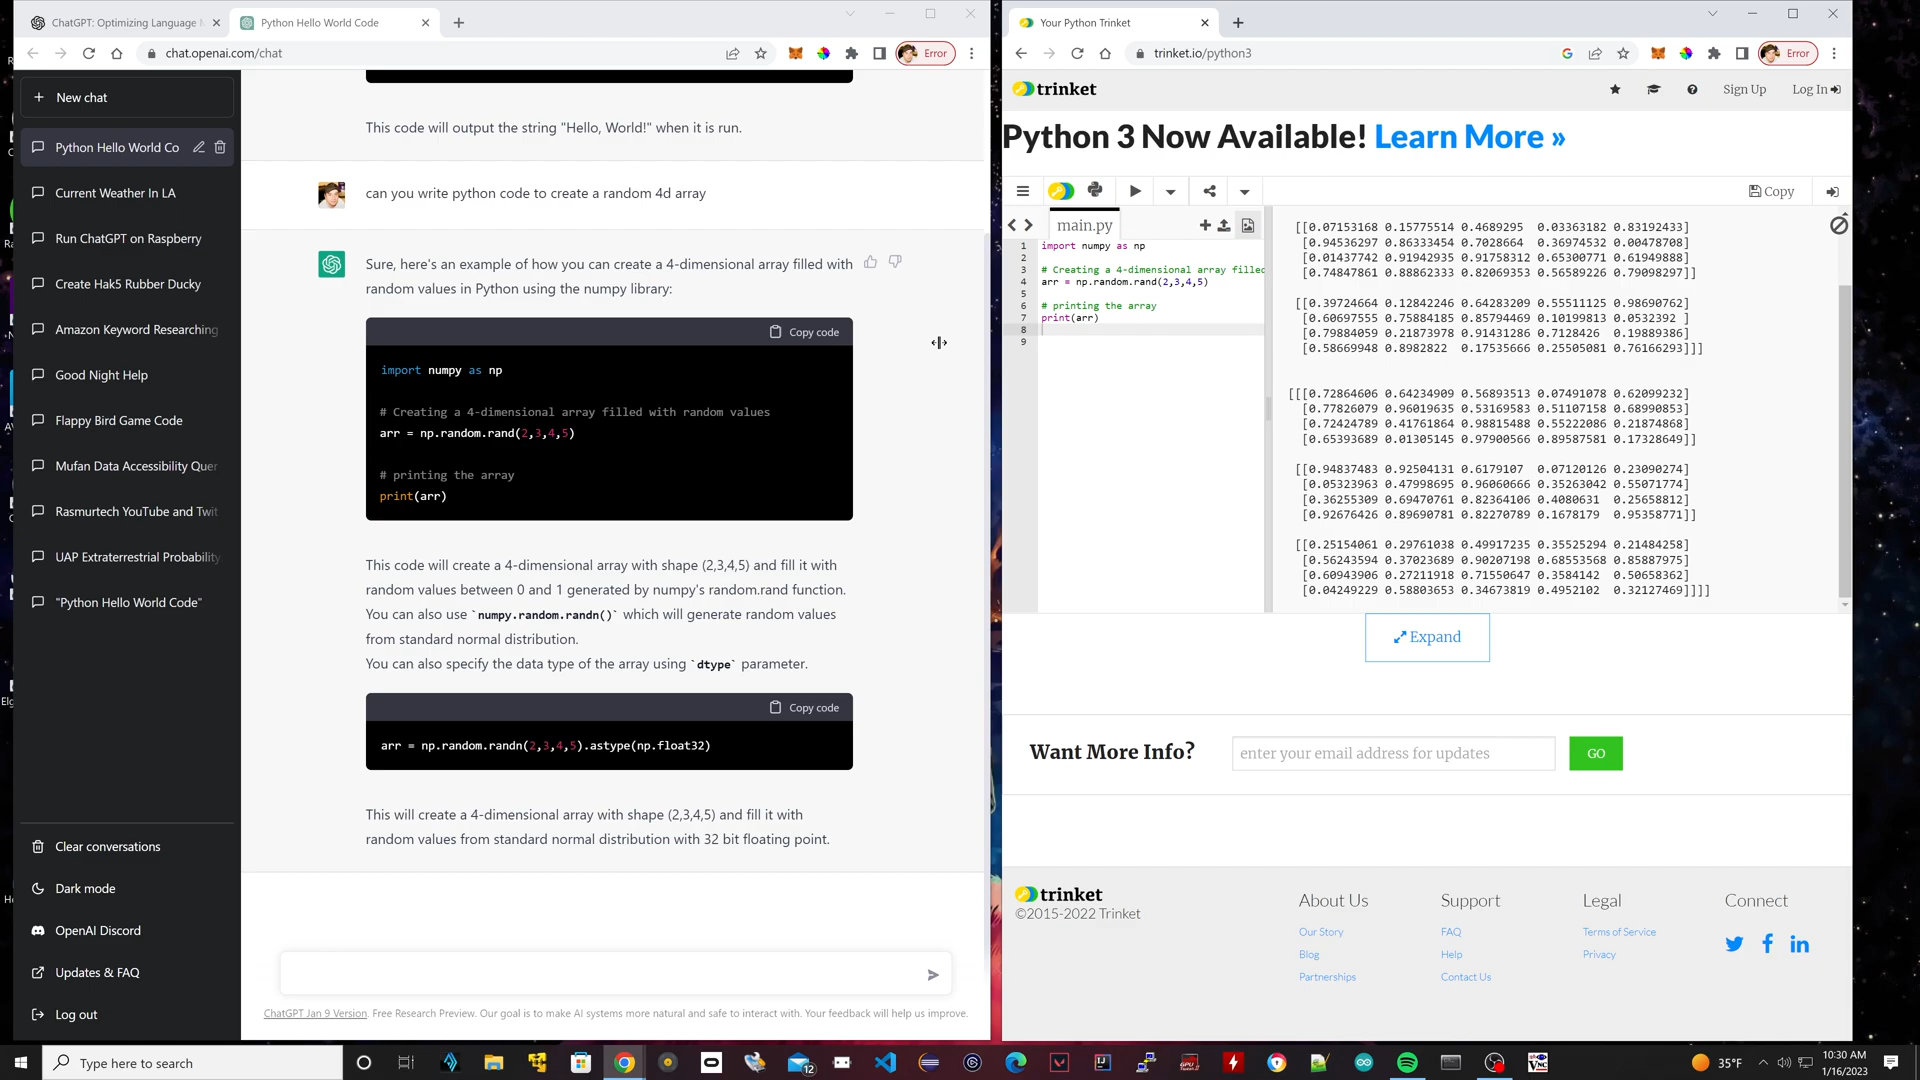 ChatGPT: Optimizing Language M
Python Hello World Code
chat.openai.com/chat
Error
New chat
Python Hello World Co
Current Weather In LA
Run ChatGPT on Raspberry
Create Hak5 Rubber Ducky
Amazon Keyword Researching
Good Night Help
Flappy Bird Game Code
Mufan Data Accessibility Quer
Rasmurtech YouTube and Twit
UAP Extraterrestrial Probability
"Python Hello World Code"
Clear conversations
Dark mode
OpenAI Discord
Updates & FAQ
Log out
This code will output the string "Hello, World!" when it is run.
can you write python code to create a random 4d array
Sure, here's an example of how you can create a 4-dimensional array filled with
random values in Python using the numpy library:
Copy code
import numpy as np
# Creating a 4-dimensional array filled with random values
arr = np.random.rand(2,3,4,5)
# printing the array
print(arr)
This code will create a 4-dimensional array with shape (2,3,4,5) and fill it with
random values between 0 and 1 generated by numpy's random.rand function.
You can also use `numpy.random.randn()` which will generate random values
from standard normal distribution.
You can also specify the data type of the array using `dtype` parameter.
Copy code
arr = np.random.randn(2,3,4,5).astype(np.float32)
This will create a 4-dimensional array with shape (2,3,4,5) and fill it with
random values from standard normal distribution with 32 bit floating point.
ChatGPT Jan 9 Version. Free Research Preview. Our goal is to make AI systems more natural and safe to interact with. Your feedback will help us improve.
Your Python Trinket
trinket.io/python3
Error
trinket
Sign Up
Log In
Python 3 Now Available! Learn More »
Copy
main.py
1 import numpy as np
2
3 # Creating a 4-dimensional array filled
4 arr = np.random.rand(2,3,4,5)
5
6 # printing the array
7 print(arr)
8
9
[[0.07153168 0.15775514 0.4689295 0.03363182 0.83192433]
[0.94536297 0.86333454 0.7028664 0.36974532 0.00478708]
[0.01437742 0.91942935 0.91758312 0.65300771 0.61949888]
[0.74847861 0.88862333 0.82069353 0.56589226 0.79098297]]
[[0.39724664 0.12842246 0.64283209 0.55511125 0.98690762]
[0.60697555 0.75884185 0.85794469 0.10199813 0.0532392 ]
[0.79884059 0.21873978 0.91431286 0.7128426 0.19889386]
[0.58669948 0.8982822 0.17535666 0.25505081 0.76166293]]]
[[[0.72864606 0.64234909 0.56893513 0.07491078 0.62099232]
[0.77826079 0.96019635 0.53169583 0.51107158 0.68990853]
[0.72424789 0.41761864 0.98815488 0.55222086 0.21874868]
[0.65393689 0.01305145 0.97900566 0.89587581 0.17328649]]
[[0.94837483 0.92504131 0.6179107 0.07120126 0.23090274]
[0.05323963 0.47998695 0.96060666 0.35263042 0.55071774]
[0.36255309 0.69470761 0.82364106 0.4080631 0.25658812]
[0.92676426 0.89690781 0.82270789 0.1678179 0.95358771]]
[[0.25154061 0.29761038 0.49917235 0.35525294 0.21484258]
[0.56243594 0.37023689 0.90207198 0.68553568 0.85887975]
[0.60943906 0.27211918 0.71550647 0.3584142 0.50658362]
[0.04249229 0.58803653 0.34673819 0.4952102 0.32127469]]]]
Expand
Want More Info?
enter your email address for updates
GO
trinket
©2015-2022 Trinket
About Us
Our Story
Blog
Partnerships
Support
FAQ
Help
Contact Us
Legal
Terms of Service
Privacy
Connect
Type here to search
12
35°F
10:30 AM
1/16/2023